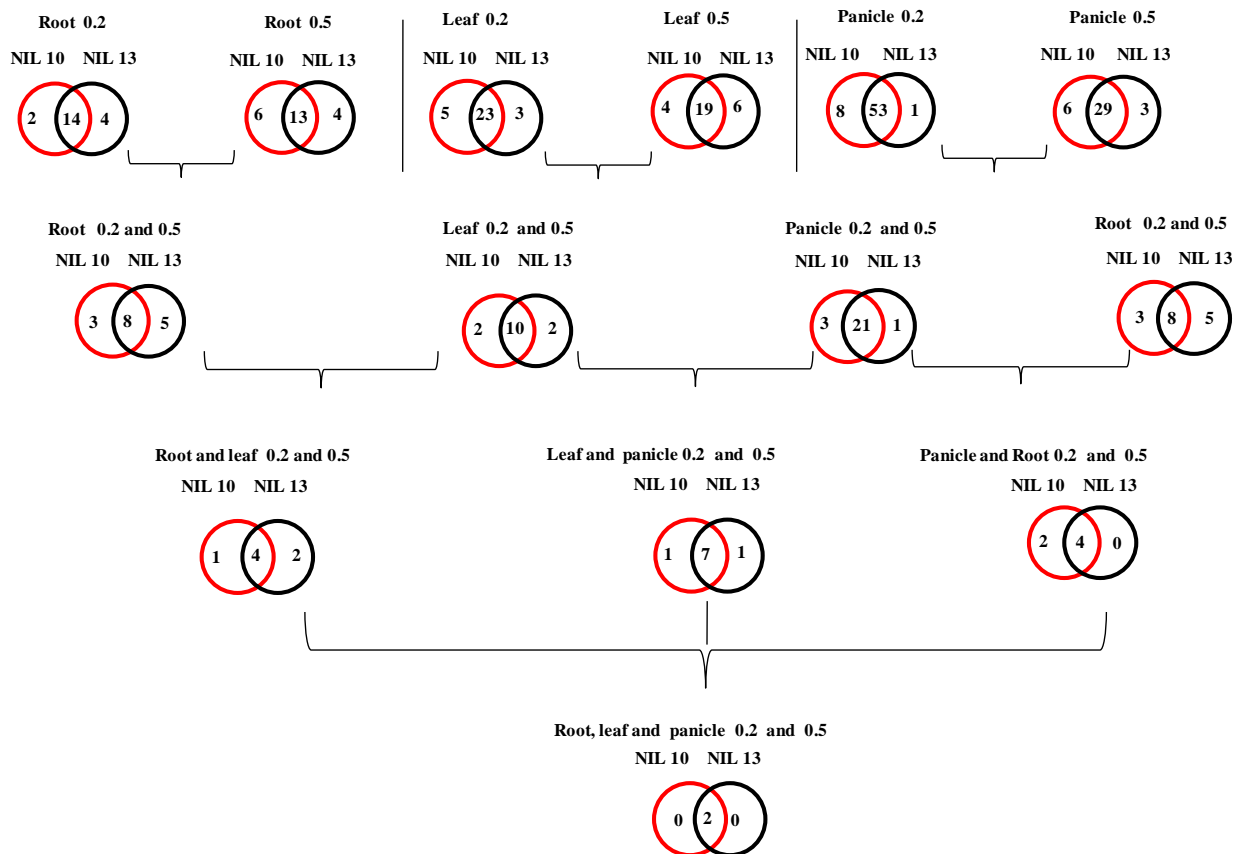 Root 0.2
Root 0.5
Leaf 0.2
Leaf 0.5
Panicle 0.2
Panicle 0.5
NIL 10 NIL 13
NIL 10 NIL 13
NIL 10 NIL 13
NIL 10 NIL 13
NIL 10 NIL 13
NIL 10 NIL 13
2 14 4
6 13 4
5 23 3
4 19 6
8 53 1
6 29 3
Root 0.2 and 0.5
Leaf 0.2 and 0.5
Panicle 0.2 and 0.5
Root 0.2 and 0.5
NIL 10 NIL 13
NIL 10 NIL 13
NIL 10 NIL 13
NIL 10 NIL 13
3 8 5
2 10 2
3 21 1
3 8 5
Root and leaf 0.2 and 0.5
Leaf and panicle 0.2 and 0.5
Panicle and Root 0.2 and 0.5
NIL 10 NIL 13
NIL 10 NIL 13
NIL 10 NIL 13
1 4 2
1 7 1
2 4 0
Root, leaf and panicle 0.2 and 0.5
NIL 10 NIL 13
0 2 0